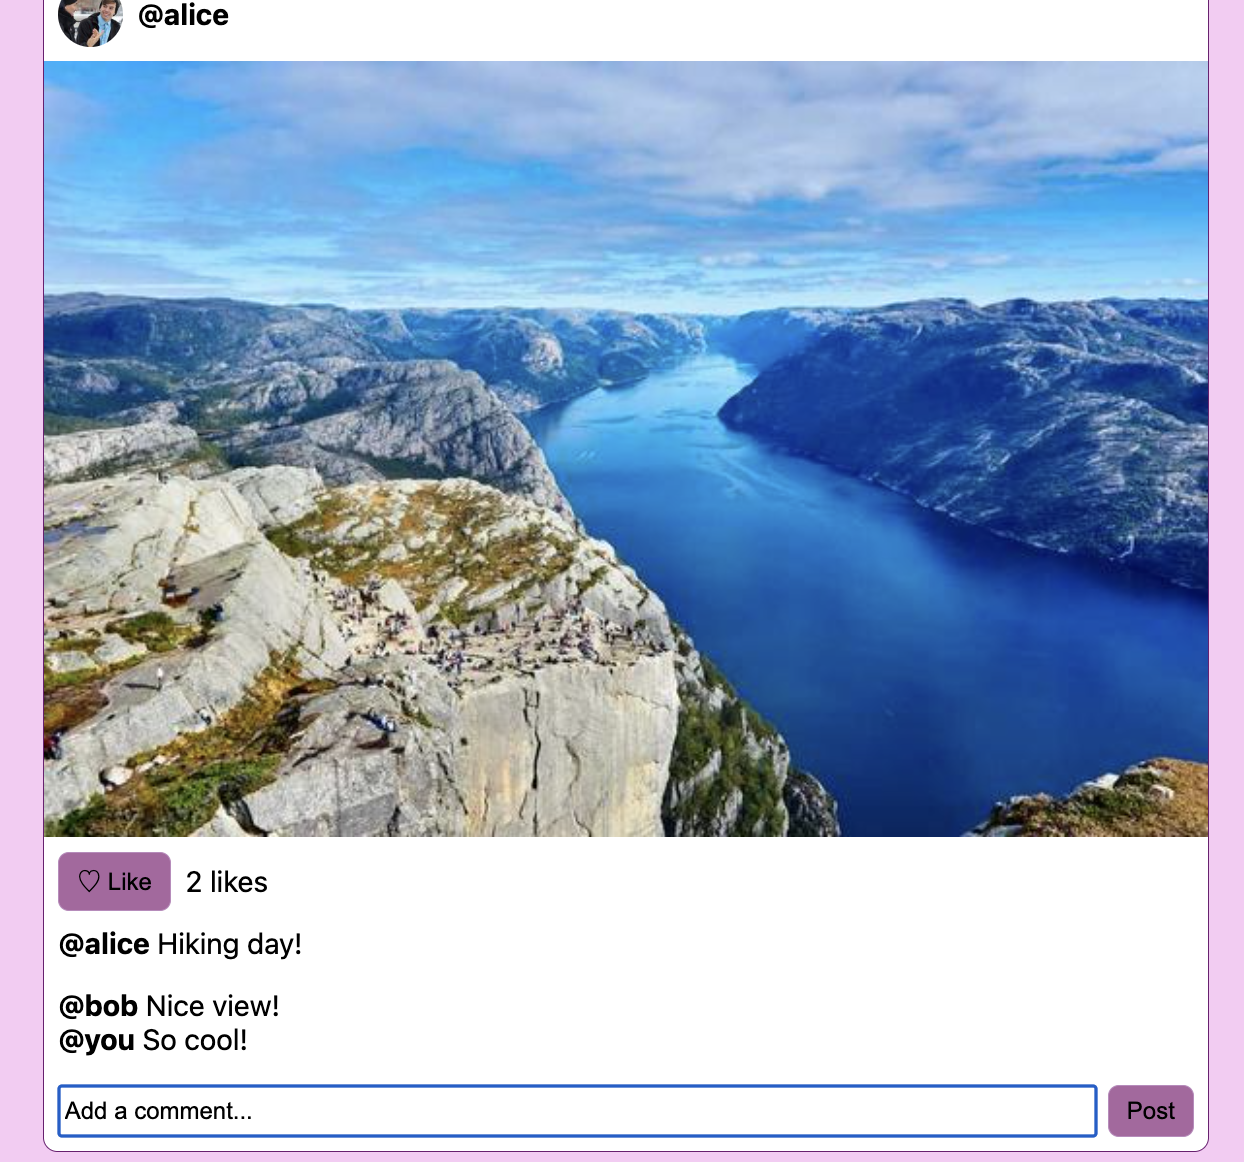 @alice
♡ Like 2 likes
@alice Hiking day!
@bob Nice view!
@you So cool!
Add a comment...
Post